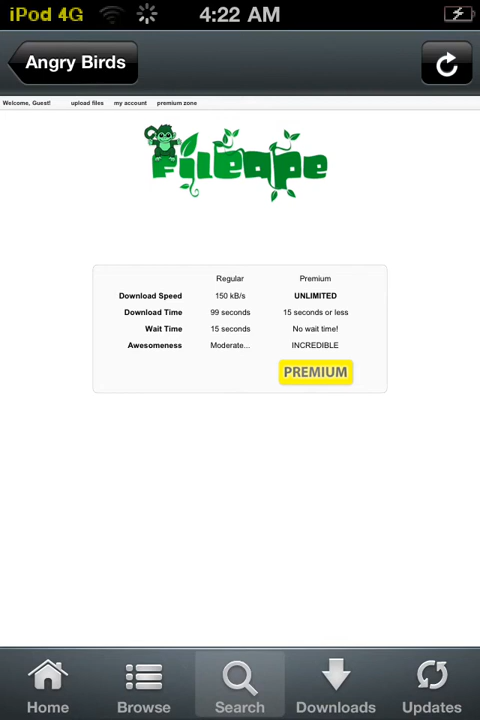 iPod 4G 4:22 AM
Angry Birds
Welcome, Guest! upload files my account premium zone
fileape
Regular Premium
Download Speed 150 kB/s UNLIMITED
Download Time 99 seconds 15 seconds or less
Wait Time 15 seconds No wait time!
Awesomeness Moderate... INCREDIBLE
PREMIUM
Home Browse Search Downloads Updates